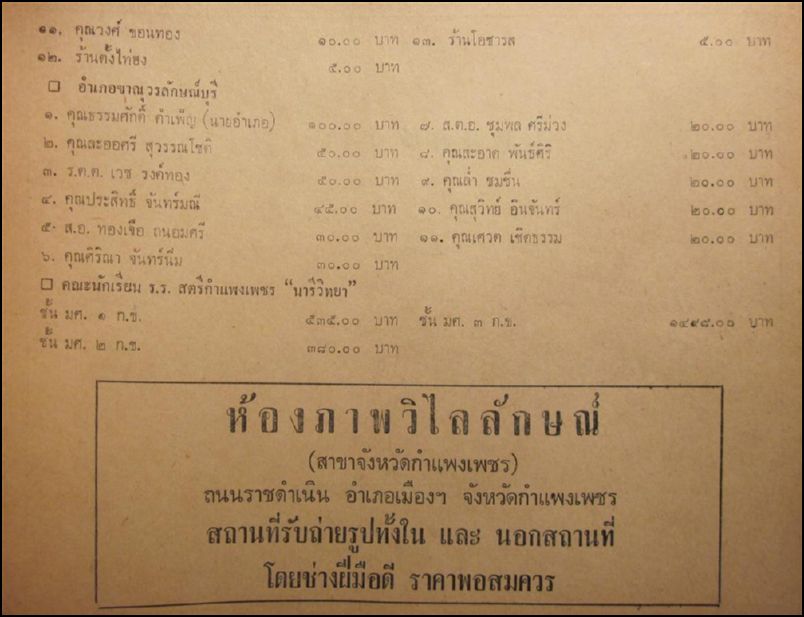 ๑๑. คุณวงศ์ ขอนทอง ๑๐.๐๐ บาท ๑๓. ร้านโอชารส ๕.๐๐ บาท
๑๒. ร้านตั้งไท่ฮง ๕.๐๐ บาท
☐ อำเภอขาณุวรลักษณ์บุรี
๑. คุณธรรมศักดิ์ คำเพ็ญ (นายอำเภอ) ๑๐๐.๐๐ บาท ๗. ส.ต.อ. ชุมพล ศรีม่วง ๒๐.๐๐ บาท
๒. คุณละออศรี สุวรรณโชติ ๕๐.๐๐ บาท ๘. คุณสะอาด พันธ์ศิริ ๒๐.๐๐ บาท
๓. ร.ต.ต. เวช รงค์ทอง ๕๐.๐๐ บาท ๙. คุณล่ำ ชมชื่น ๒๐.๐๐ บาท
๔. คุณประสิทธิ์ จันทร์มณี ๔๕.๐๐ บาท ๑๐. คุณสุวิทย์ อินจันทร์ ๒๐.๐๐ บาท
๕. ส.อ. ทองเจือ ถนอมศรี ๓๐.๐๐ บาท ๑๑. คุณเศวต เชิดธรรม ๒๐.๐๐ บาท
๖. คุณศิริณา จันทร์นิ่ม ๓๐.๐๐ บาท
☐ คณะนักเรียน ร.ร. สตรีกำแพงเพชร “นารีวิทยา”
ชั้น มศ. ๑ ก.ข. ๕๓๕.๐๐ บาท ชั้น มศ. ๓ ก.ข. ๑๔๙๘.๐๐ บาท
ชั้น มศ. ๒ ก.ข. ๓๘๐.๐๐ บาท
ห้องภาพวิไลลักษณ์
(สาขาจังหวัดกำแพงเพชร)
ถนนราชดำเนิน อำเภอเมืองฯ จังหวัดกำแพงเพชร
สถานที่รับถ่ายรูปทั้งใน และ นอกสถานที่
โดยช่างฝีมือดี ราคาพอสมควร